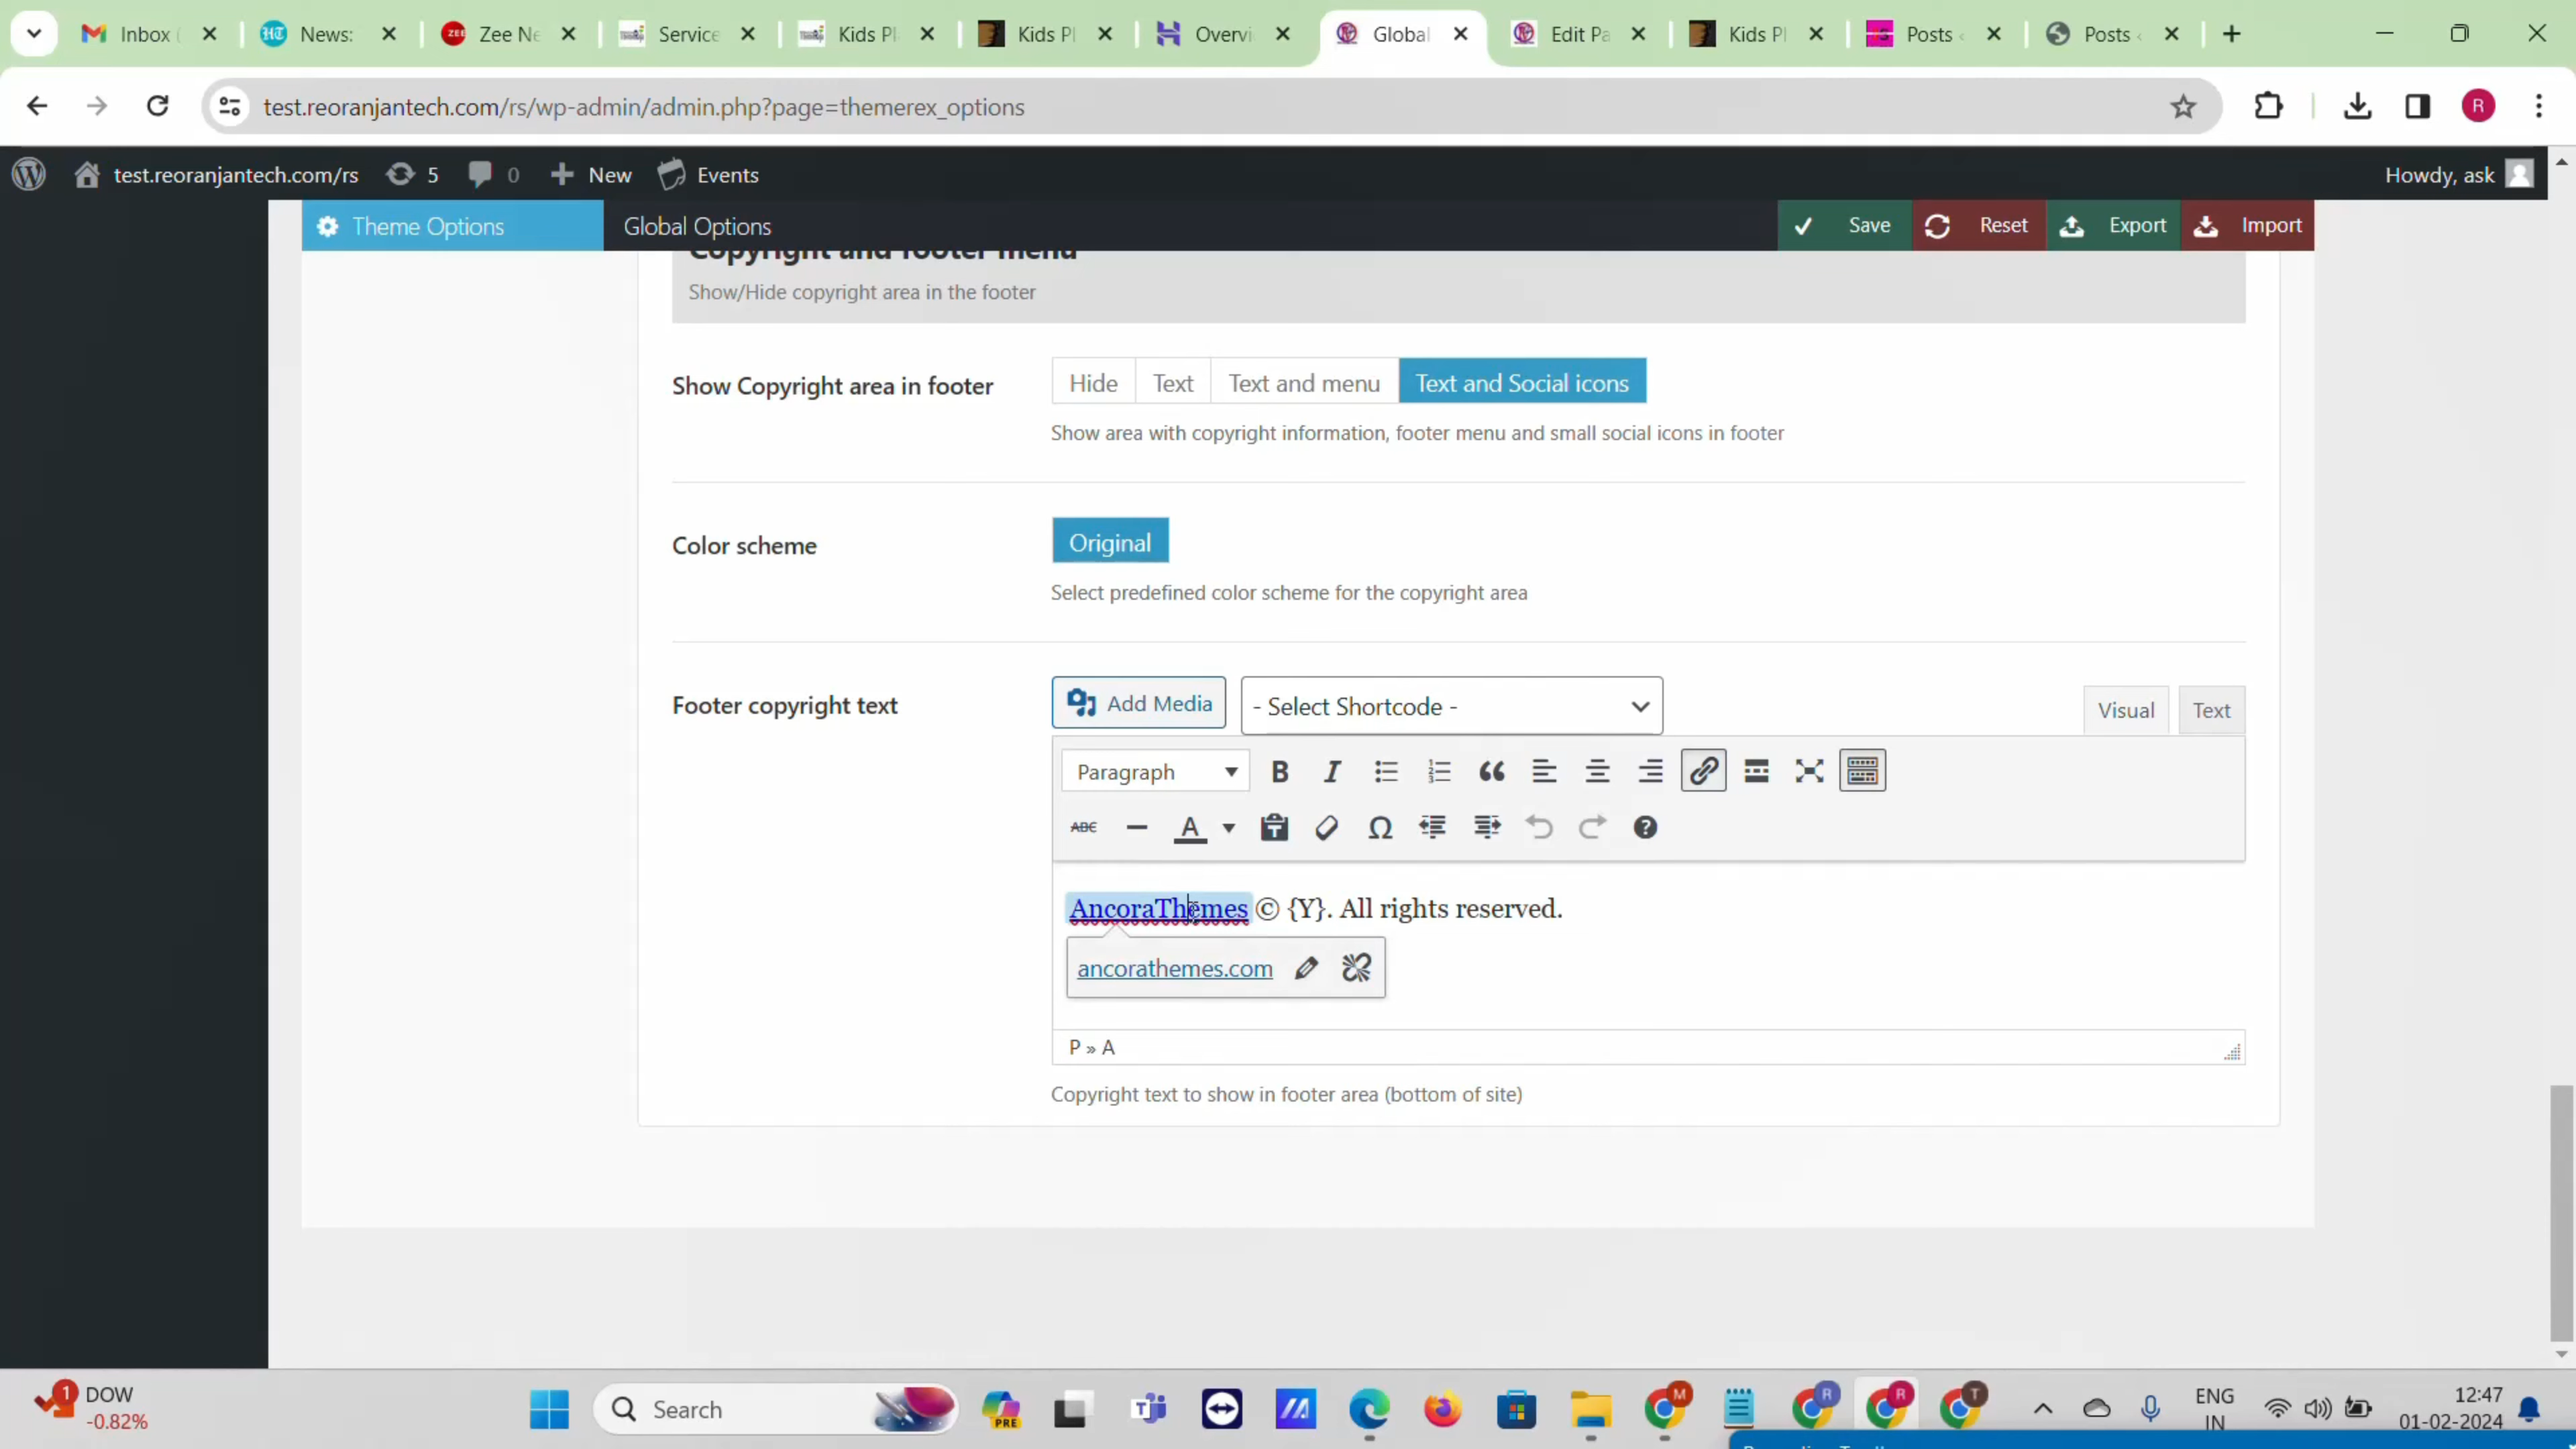 Inbox (
News:
Zee Ne
Service
Kids Pl
Kids Pl
Overvi
Global
Edit Pa
Kids Pl
Posts
Posts
test.reoranjantech.com/rs/wp-admin/admin.php?page=themerex_options
R
test.reoranjantech.com/rs
5
0
New
Events
Howdy, ask
Theme Options
Global Options
Save
Reset
Export
Import
Copyright and footer menu
Show/Hide copyright area in the footer
Show Copyright area in footer
Hide
Text
Text and menu
Text and Social icons
Show area with copyright information, footer menu and small social icons in footer
Color scheme
Original
Select predefined color scheme for the copyright area
Footer copyright text
Add Media
- Select Shortcode -
Visual
Text
Paragraph
AncoraThemes © {Y}. All rights reserved.
ancorathemes.com
P » A
Copyright text to show in footer area (bottom of site)
1
DOW
-0.82%
Search
PRE
M
R
R
T
ENG
IN
12:47
01-02-2024